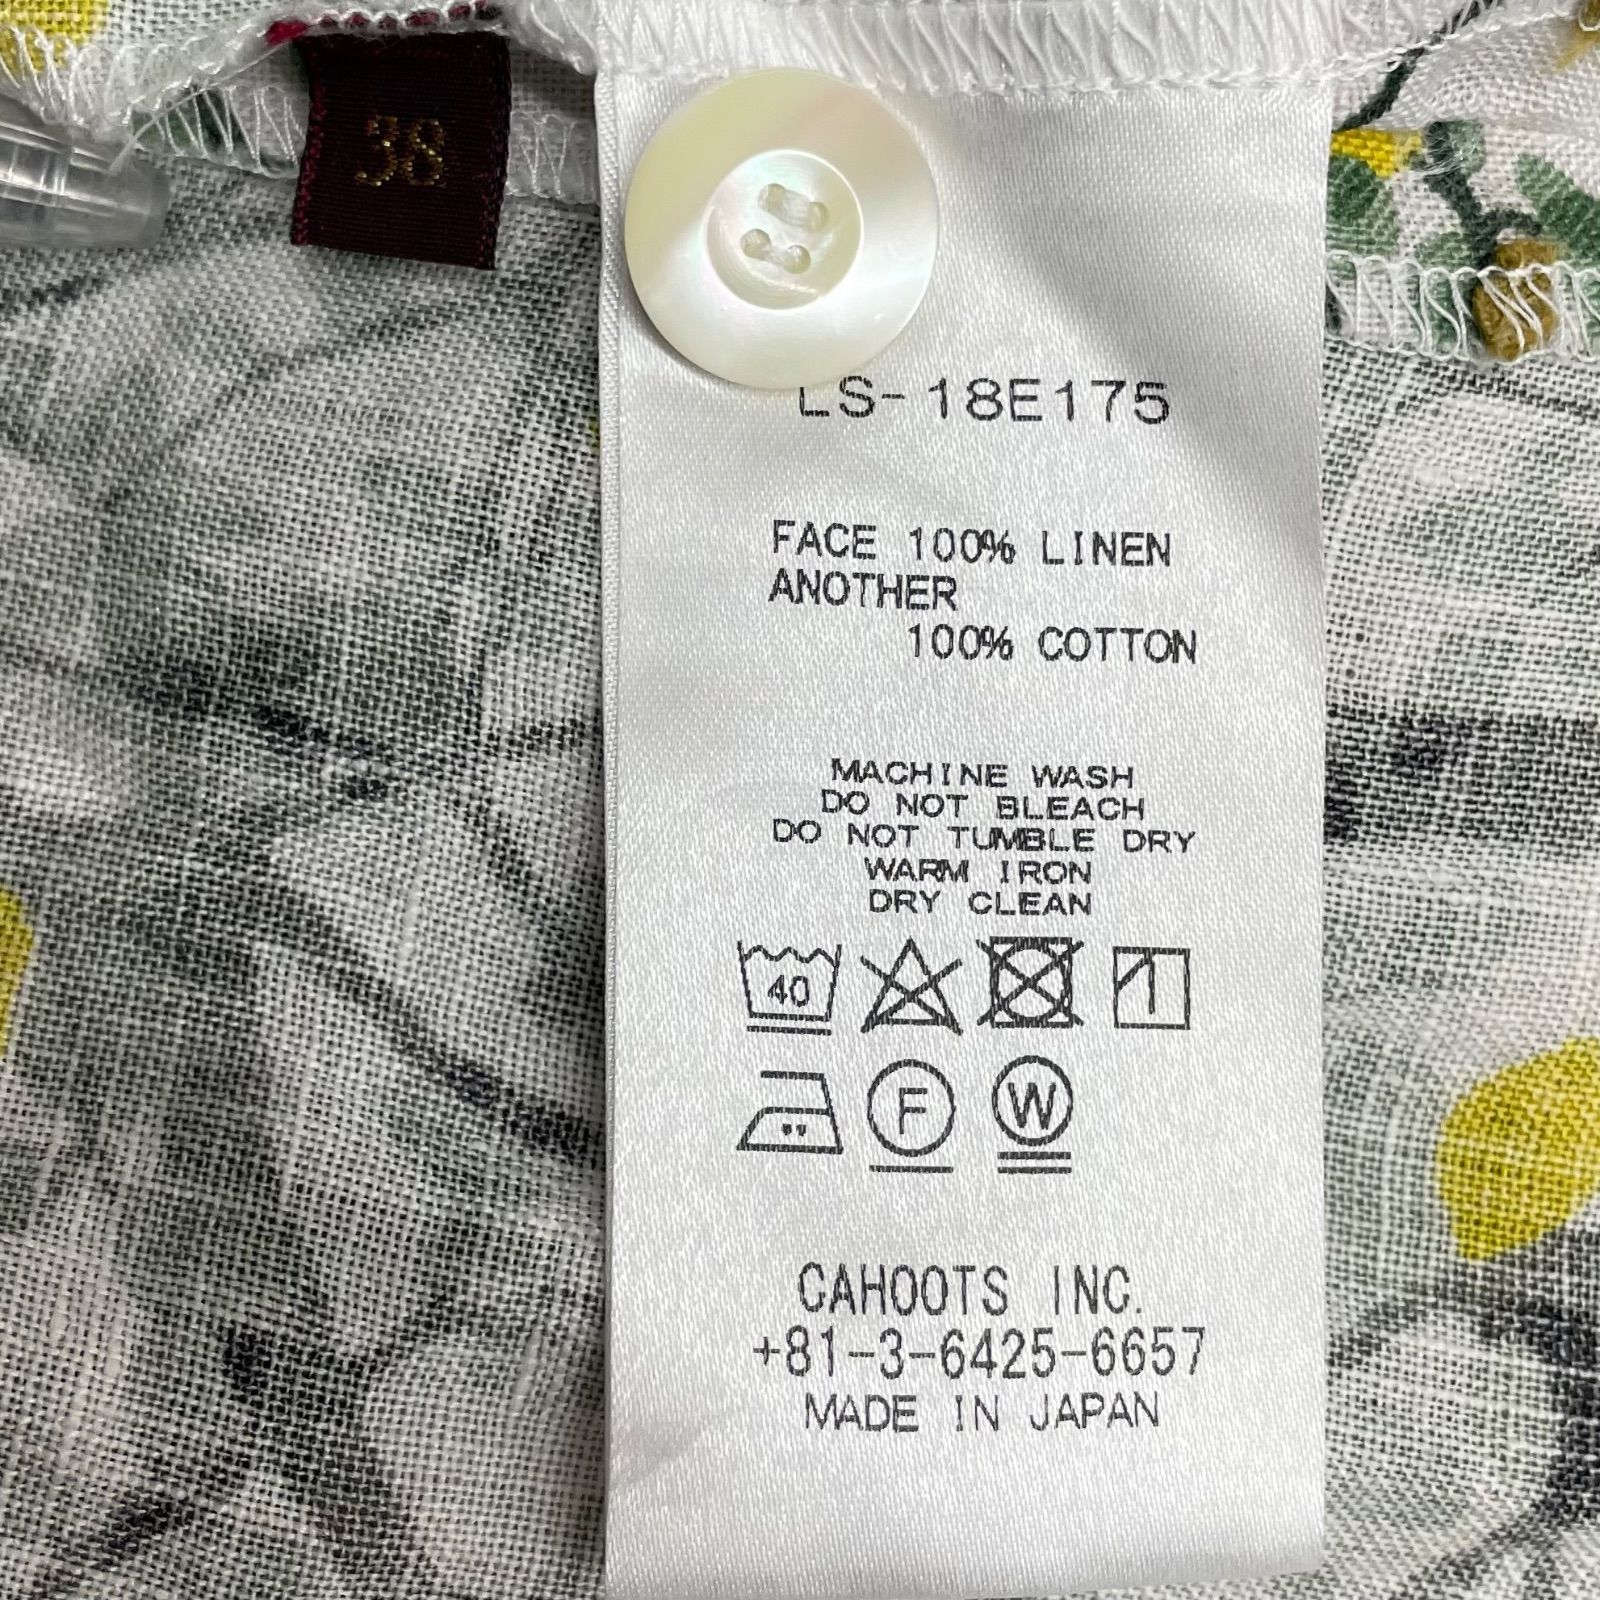 38
LS-18E175
FACE 100% LINEN
ANOTHER
100% COTTON
MACHINE WASH
DO NOT BLEACH
DO NOT TUMBLE DRY
WARM IRON
DRY CLEAN
40
F W
CAHOOTS INC.
+81-3-6425-6657
MADE IN JAPAN